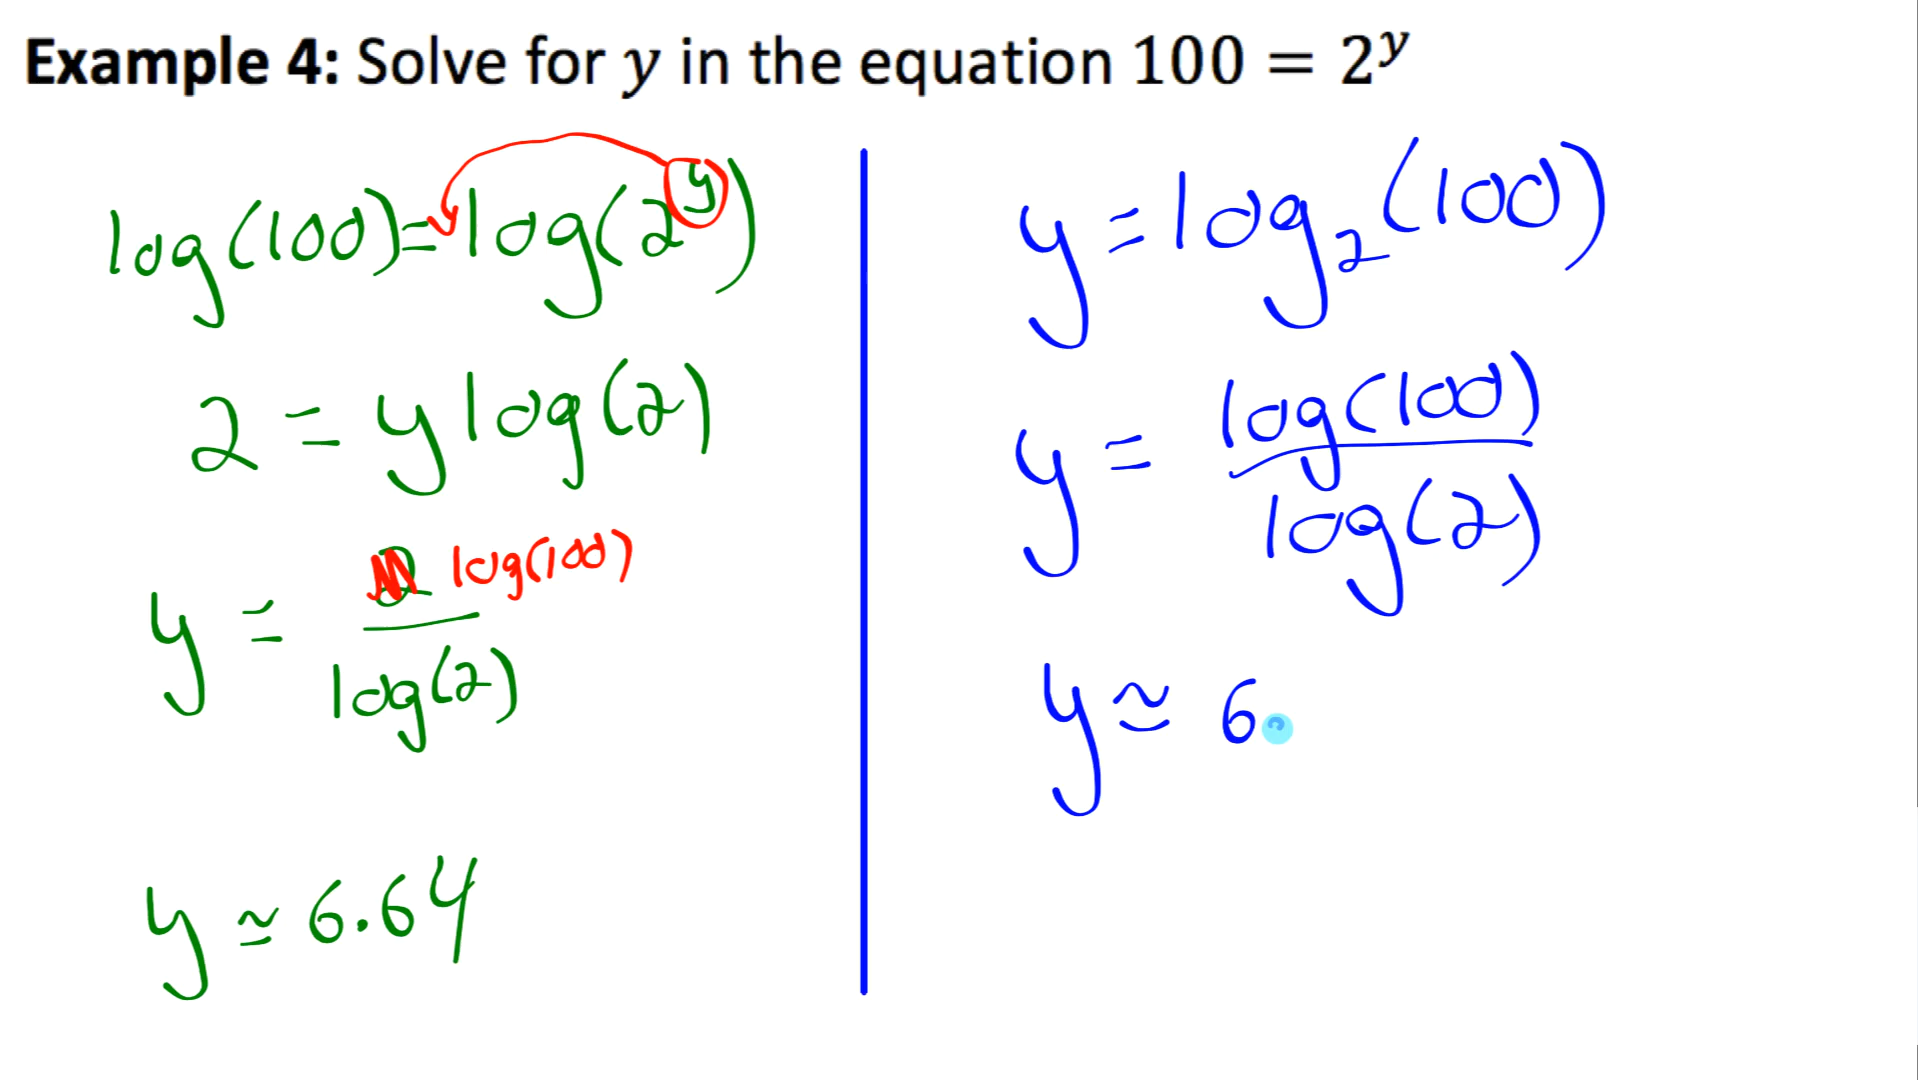 Example 4: Solve for y in the equation 100 = 2^y
log(100)=log(2^y)
2 = y log(2)
y = 2 log(100) / log(2)
y ≃ 6.64
y = log₂(100)
y = log(100) / log(2)
y ≃ 6.